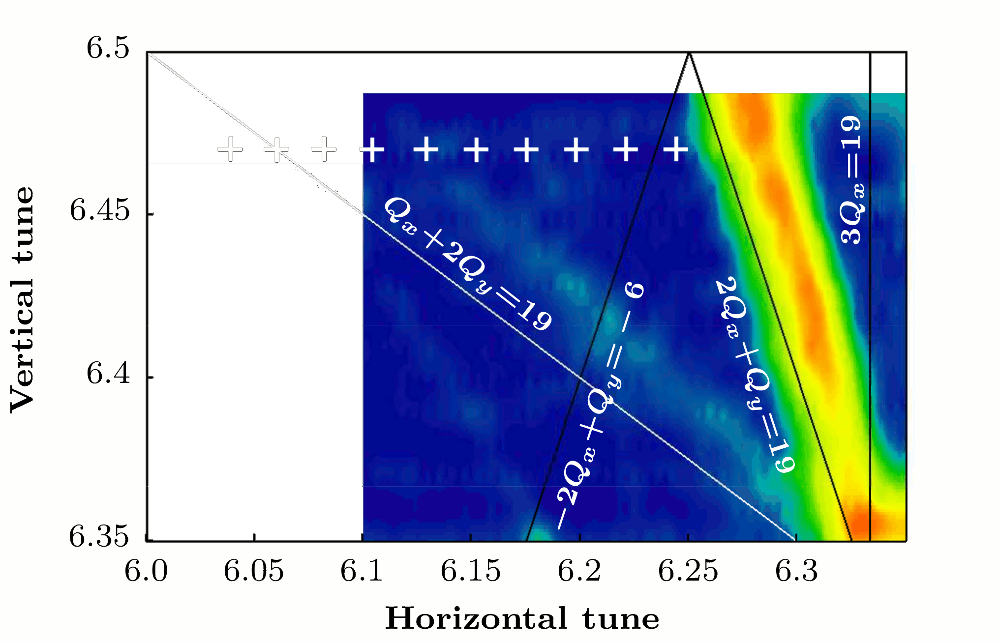 6.5
6.45
6.4
6.35
Vertical tune
6.0 6.05 6.1 6.15 6.2 6.25 6.3
Horizontal tune
Qx+2Qy=19
−2Qx+Qy=−6
2Qx+Qy=19
3Qx=19